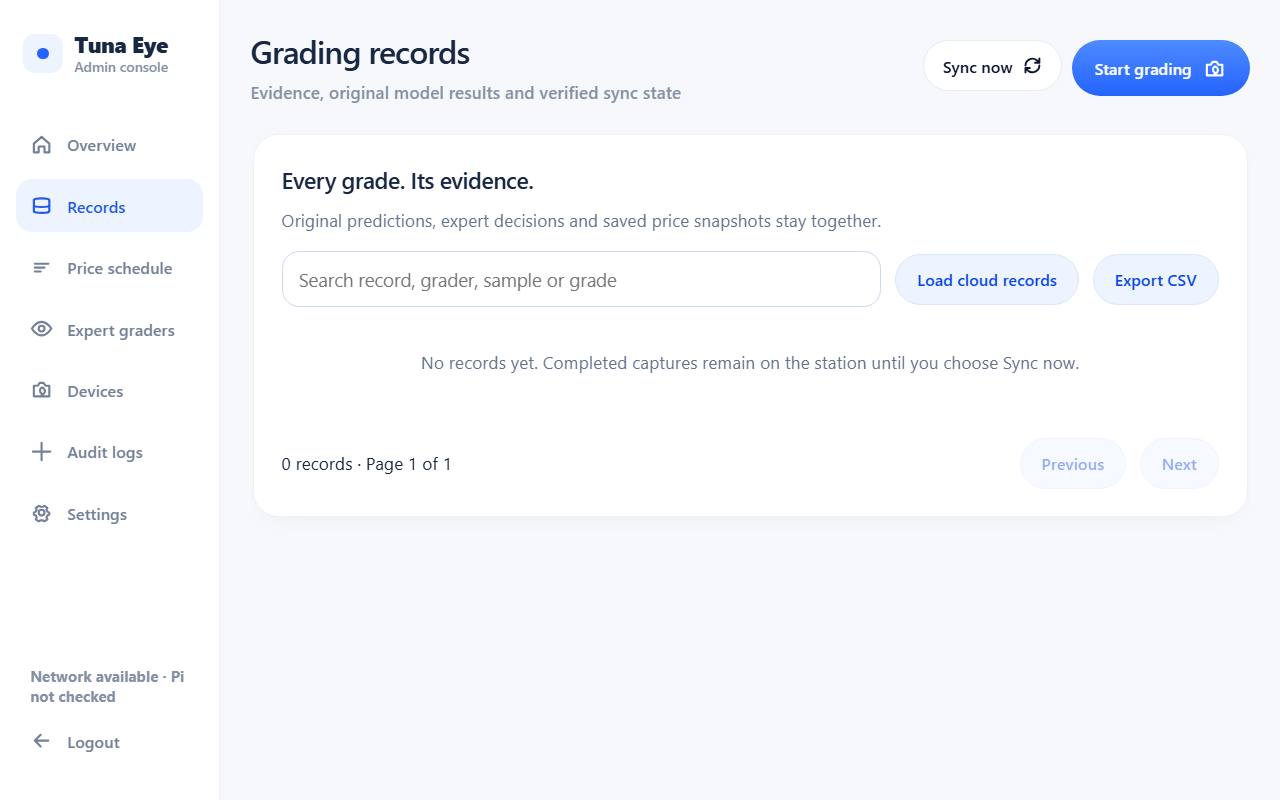 Tuna Eye
Admin console
Overview
Records
Price schedule
Expert graders
Devices
Audit logs
Settings
Network available · Pi
not checked
Logout
Grading records
Evidence, original model results and verified sync state
Sync now
Start grading
Every grade. Its evidence.
Original predictions, expert decisions and saved price snapshots stay together.
Search record, grader, sample or grade
Load cloud records
Export CSV
No records yet. Completed captures remain on the station until you choose Sync now.
0 records · Page 1 of 1
Previous
Next